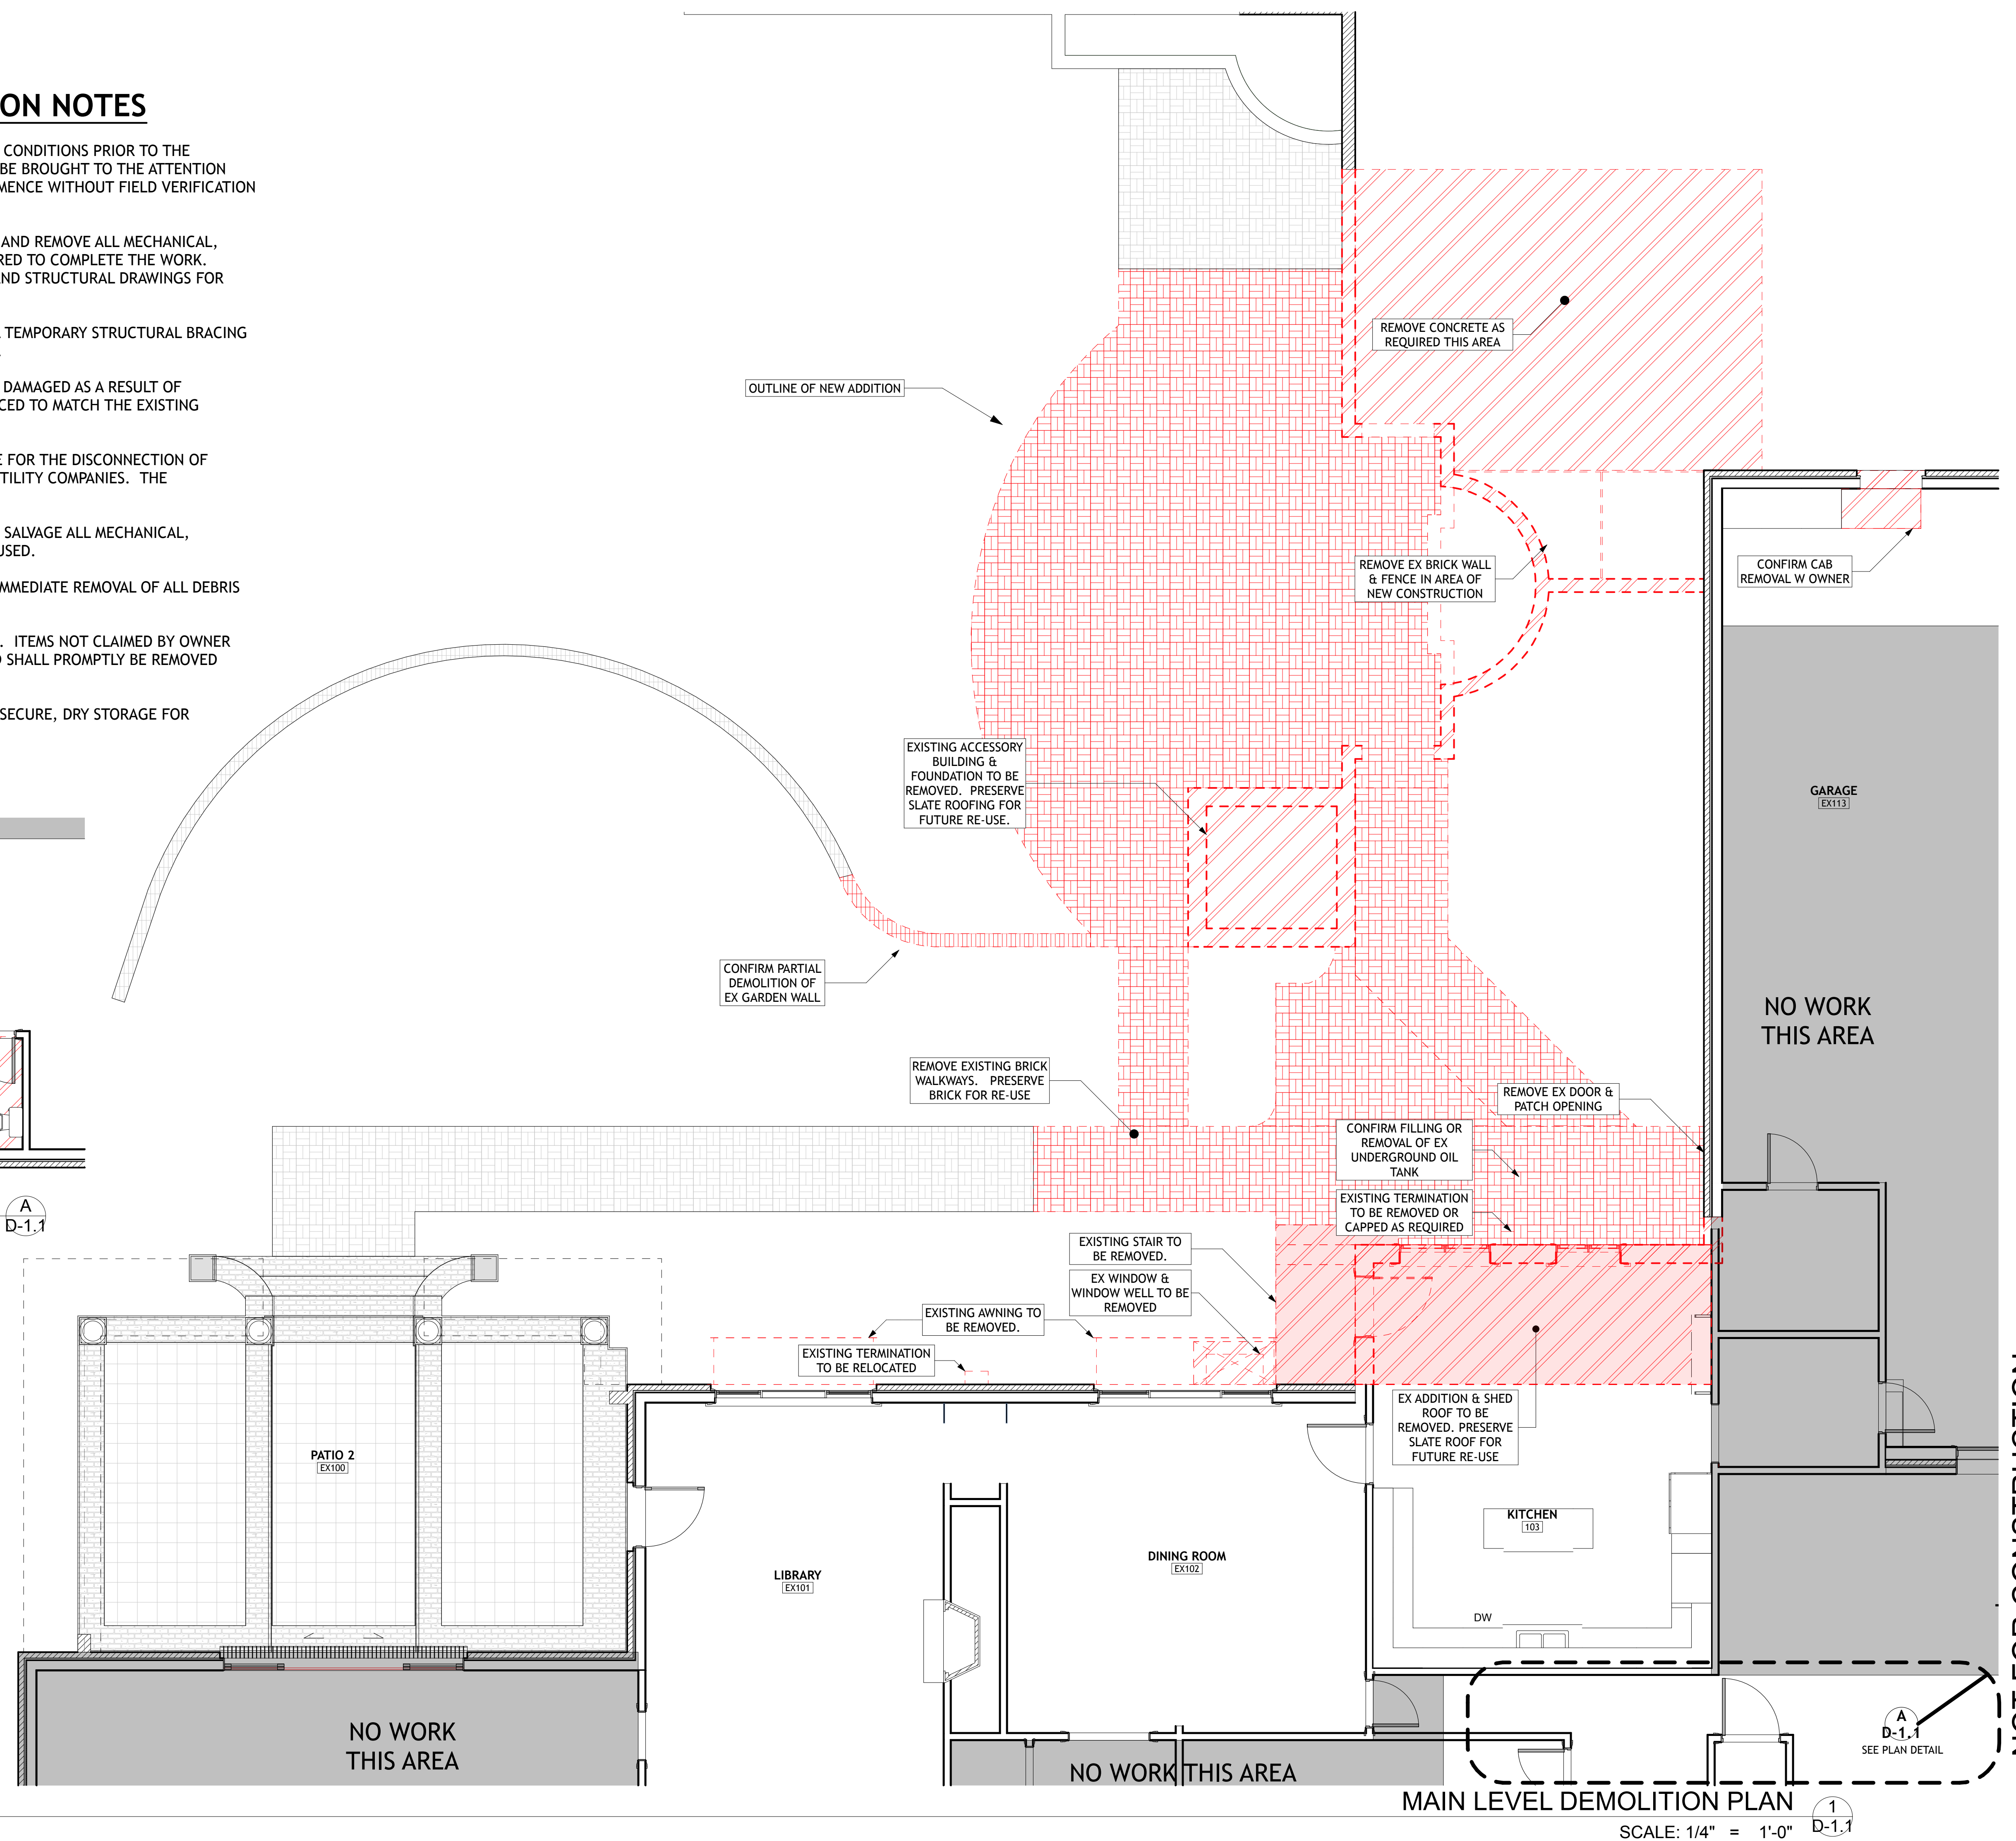 ON NOTES
CONDITIONS PRIOR TO THE
BE BROUGHT TO THE ATTENTION
MENCE WITHOUT FIELD VERIFICATION
AND REMOVE ALL MECHANICAL,
RED TO COMPLETE THE WORK.
ND STRUCTURAL DRAWINGS FOR
TEMPORARY STRUCTURAL BRACING
DAMAGED AS A RESULT OF
CED TO MATCH THE EXISTING
E FOR THE DISCONNECTION OF
TILITY COMPANIES. THE
SALVAGE ALL MECHANICAL,
USED.
MMEDIATE REMOVAL OF ALL DEBRIS
. ITEMS NOT CLAIMED BY OWNER
D SHALL PROMPTLY BE REMOVED
SECURE, DRY STORAGE FOR
A
D-1.1
OUTLINE OF NEW ADDITION
REMOVE CONCRETE AS
REQUIRED THIS AREA
REMOVE EX BRICK WALL
& FENCE IN AREA OF
NEW CONSTRUCTION
CONFIRM CAB
REMOVAL W OWNER
EXISTING ACCESSORY
BUILDING &
FOUNDATION TO BE
REMOVED. PRESERVE
SLATE ROOFING FOR
FUTURE RE-USE.
GARAGE
EX113
CONFIRM PARTIAL
DEMOLITION OF
EX GARDEN WALL
NO WORK
THIS AREA
REMOVE EXISTING BRICK
WALKWAYS. PRESERVE
BRICK FOR RE-USE
REMOVE EX DOOR &
PATCH OPENING
CONFIRM FILLING OR
REMOVAL OF EX
UNDERGROUND OIL
TANK
EXISTING TERMINATION
TO BE REMOVED OR
CAPPED AS REQUIRED
EXISTING STAIR TO
BE REMOVED.
EX WINDOW &
WINDOW WELL TO BE
REMOVED
EXISTING AWNING TO
BE REMOVED.
EXISTING TERMINATION
TO BE RELOCATED
EX ADDITION & SHED
ROOF TO BE
REMOVED. PRESERVE
SLATE ROOF FOR
FUTURE RE-USE
PATIO 2
EX100
LIBRARY
EX101
DINING ROOM
EX102
KITCHEN
103
DW
NO WORK
THIS AREA
NO WORK THIS AREA
A
D-1.1
SEE PLAN DETAIL
MAIN LEVEL DEMOLITION PLAN
1
D-1.1
SCALE: 1/4" = 1'-0"
NOT FOR CONSTRUCTION